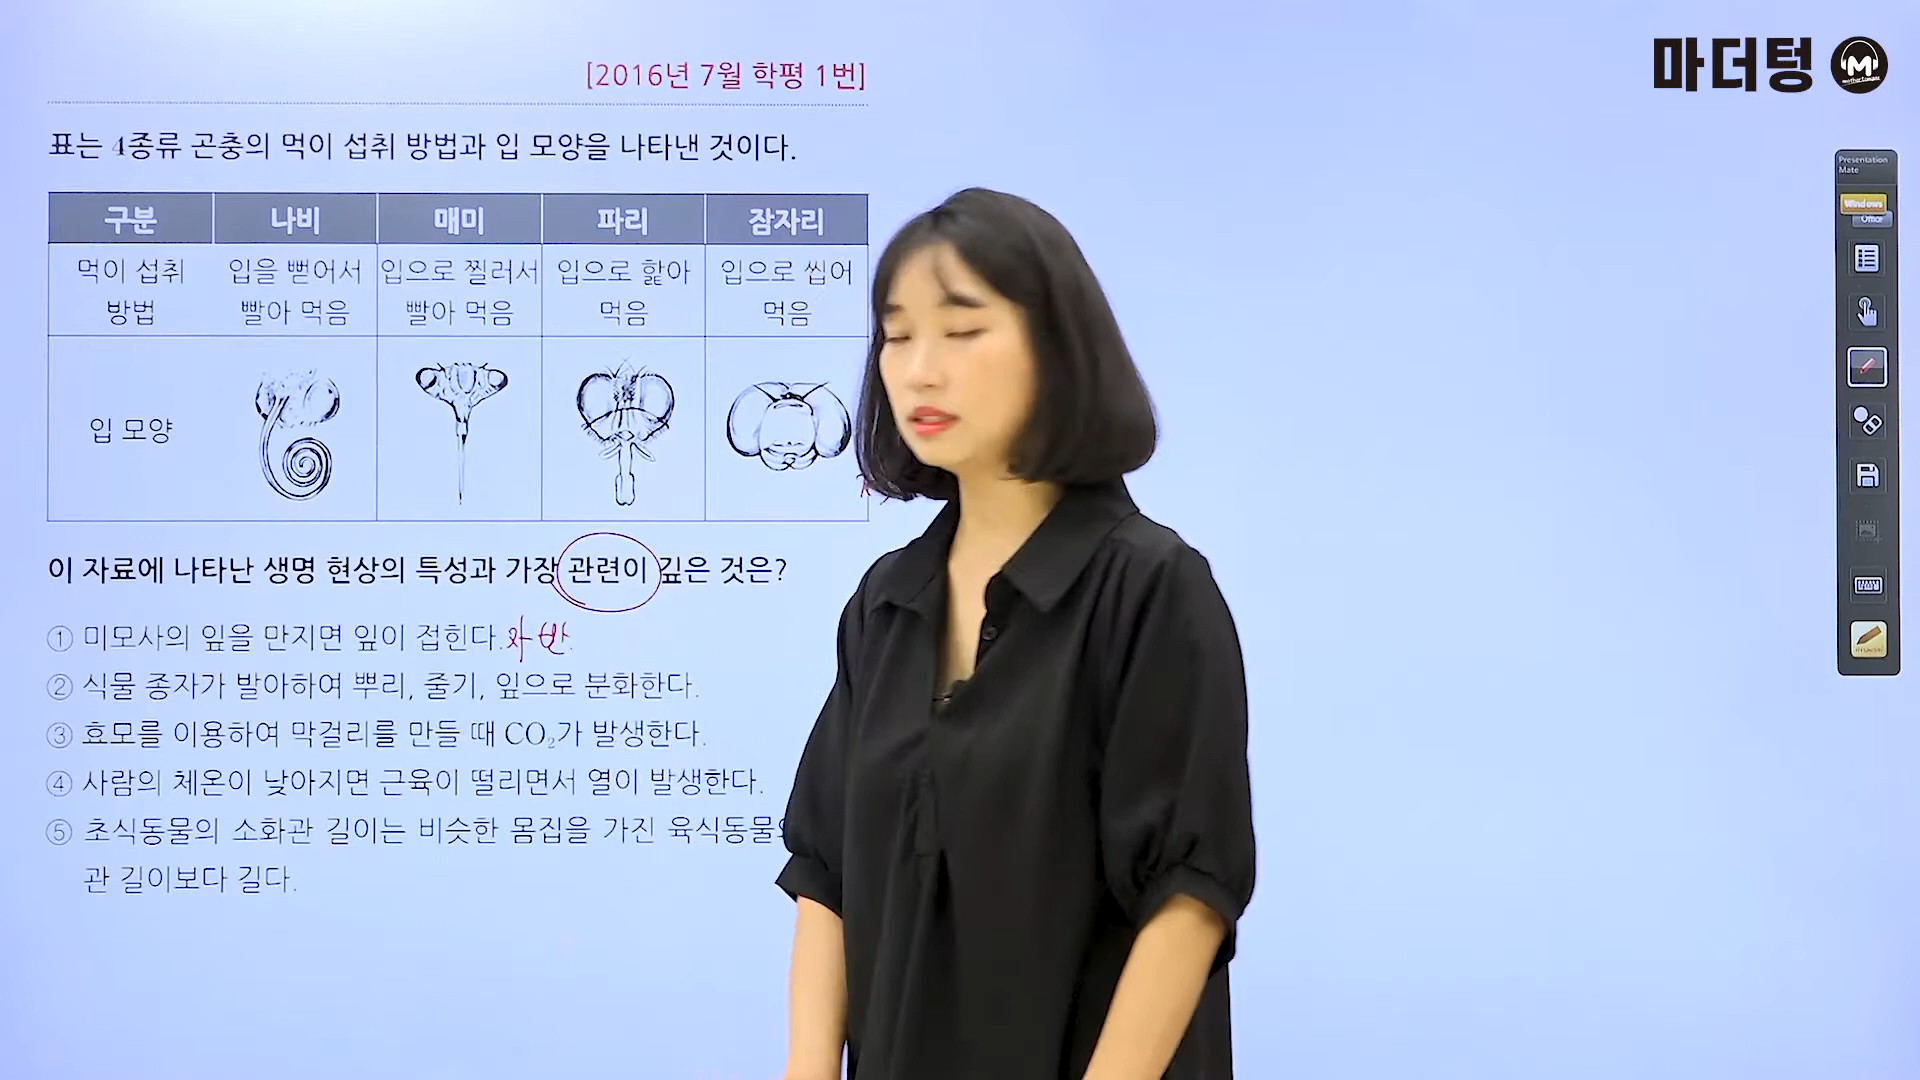 마더텅
M
[2016년 7월 학평 1번]
표는 4종류 곤충의 먹이 섭취 방법과 입 모양을 나타낸 것이다.
구분 나비 매미 파리 잠자리
먹이 섭취 방법 입을 뻗어서 빨아 먹음 입으로 찔러서 빨아 먹음 입으로 핥아 먹음 입으로 씹어 먹음
입 모양
이 자료에 나타난 생명 현상의 특성과 가장 관련이 깊은 것은?
① 미모사의 잎을 만지면 잎이 접힌다. 자 반
② 식물 종자가 발아하여 뿌리, 줄기, 잎으로 분화한다.
③ 효모를 이용하여 막걸리를 만들 때 CO₂가 발생한다.
④ 사람의 체온이 낮아지면 근육이 떨리면서 열이 발생한다.
⑤ 초식동물의 소화관 길이는 비슷한 몸집을 가진 육식동물
관 길이보다 길다.
Presentation
Mate
Windows
Office